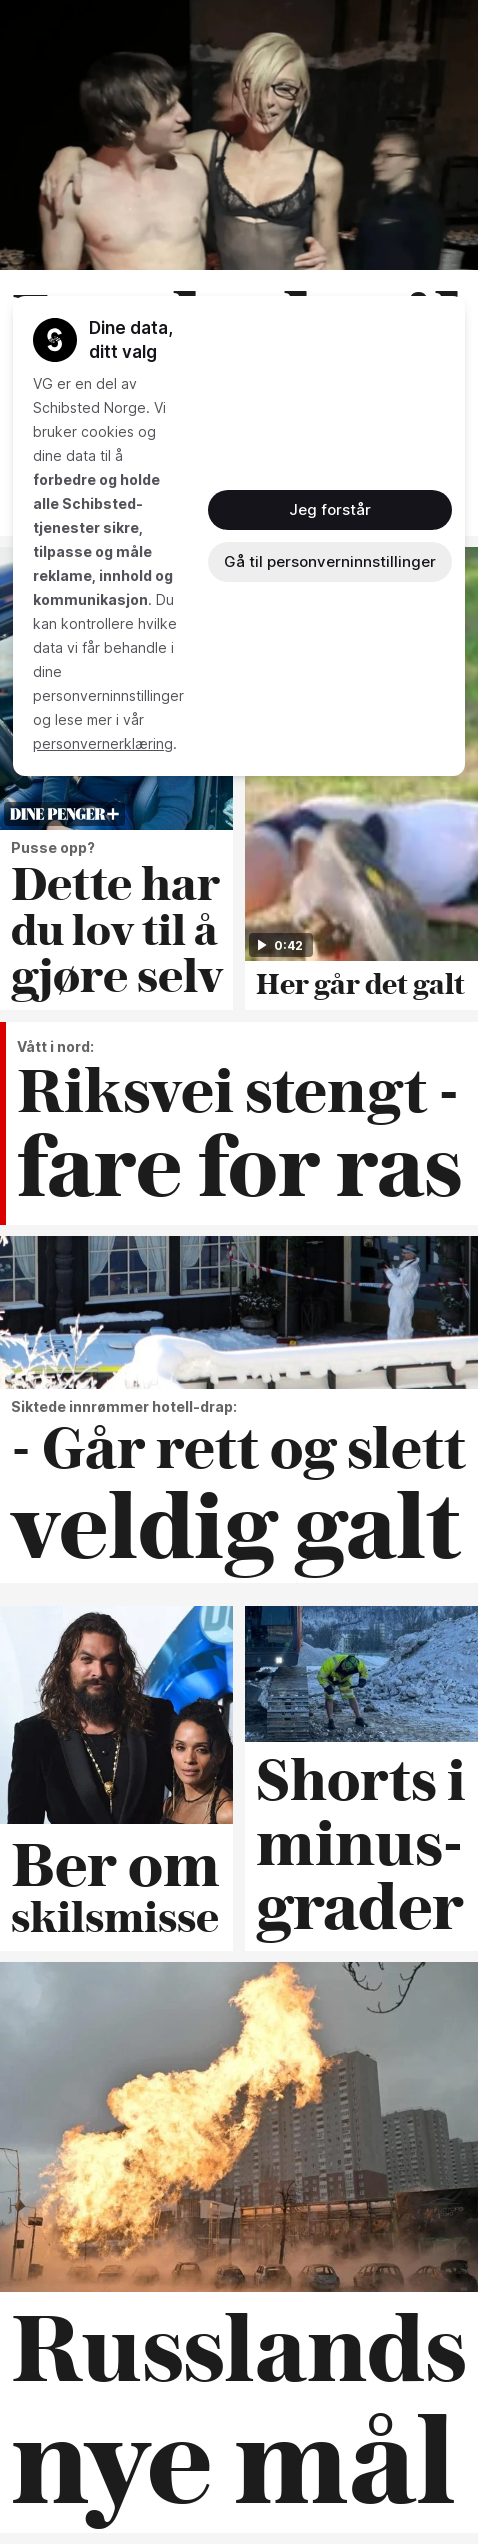 Dine data,
ditt valg
VG er en del av
Schibsted Norge. Vi
bruker cookies og
dine data til å
forbedre og holde
alle Schibsted-
tjenester sikre,
tilpasse og måle
reklame, innhold og
kommunikasjon. Du
kan kontrollere hvilke
data vi får behandle i
dine
personverninnstillinger
og lese mer i vår
personvernerklæring.
Jeg forstår
Gå til personverninnstillinger
DINE PENGER+
Pusse opp?
Dette har
du lov til å
gjøre selv
0:42
Her går det galt
Vått i nord:
Riksvei stengt -
fare for ras
Siktede innrømmer hotell-drap:
- Går rett og slett
veldig galt
Ber om
skilsmisse
Shorts i
minus-
grader
Russlands
nye mål